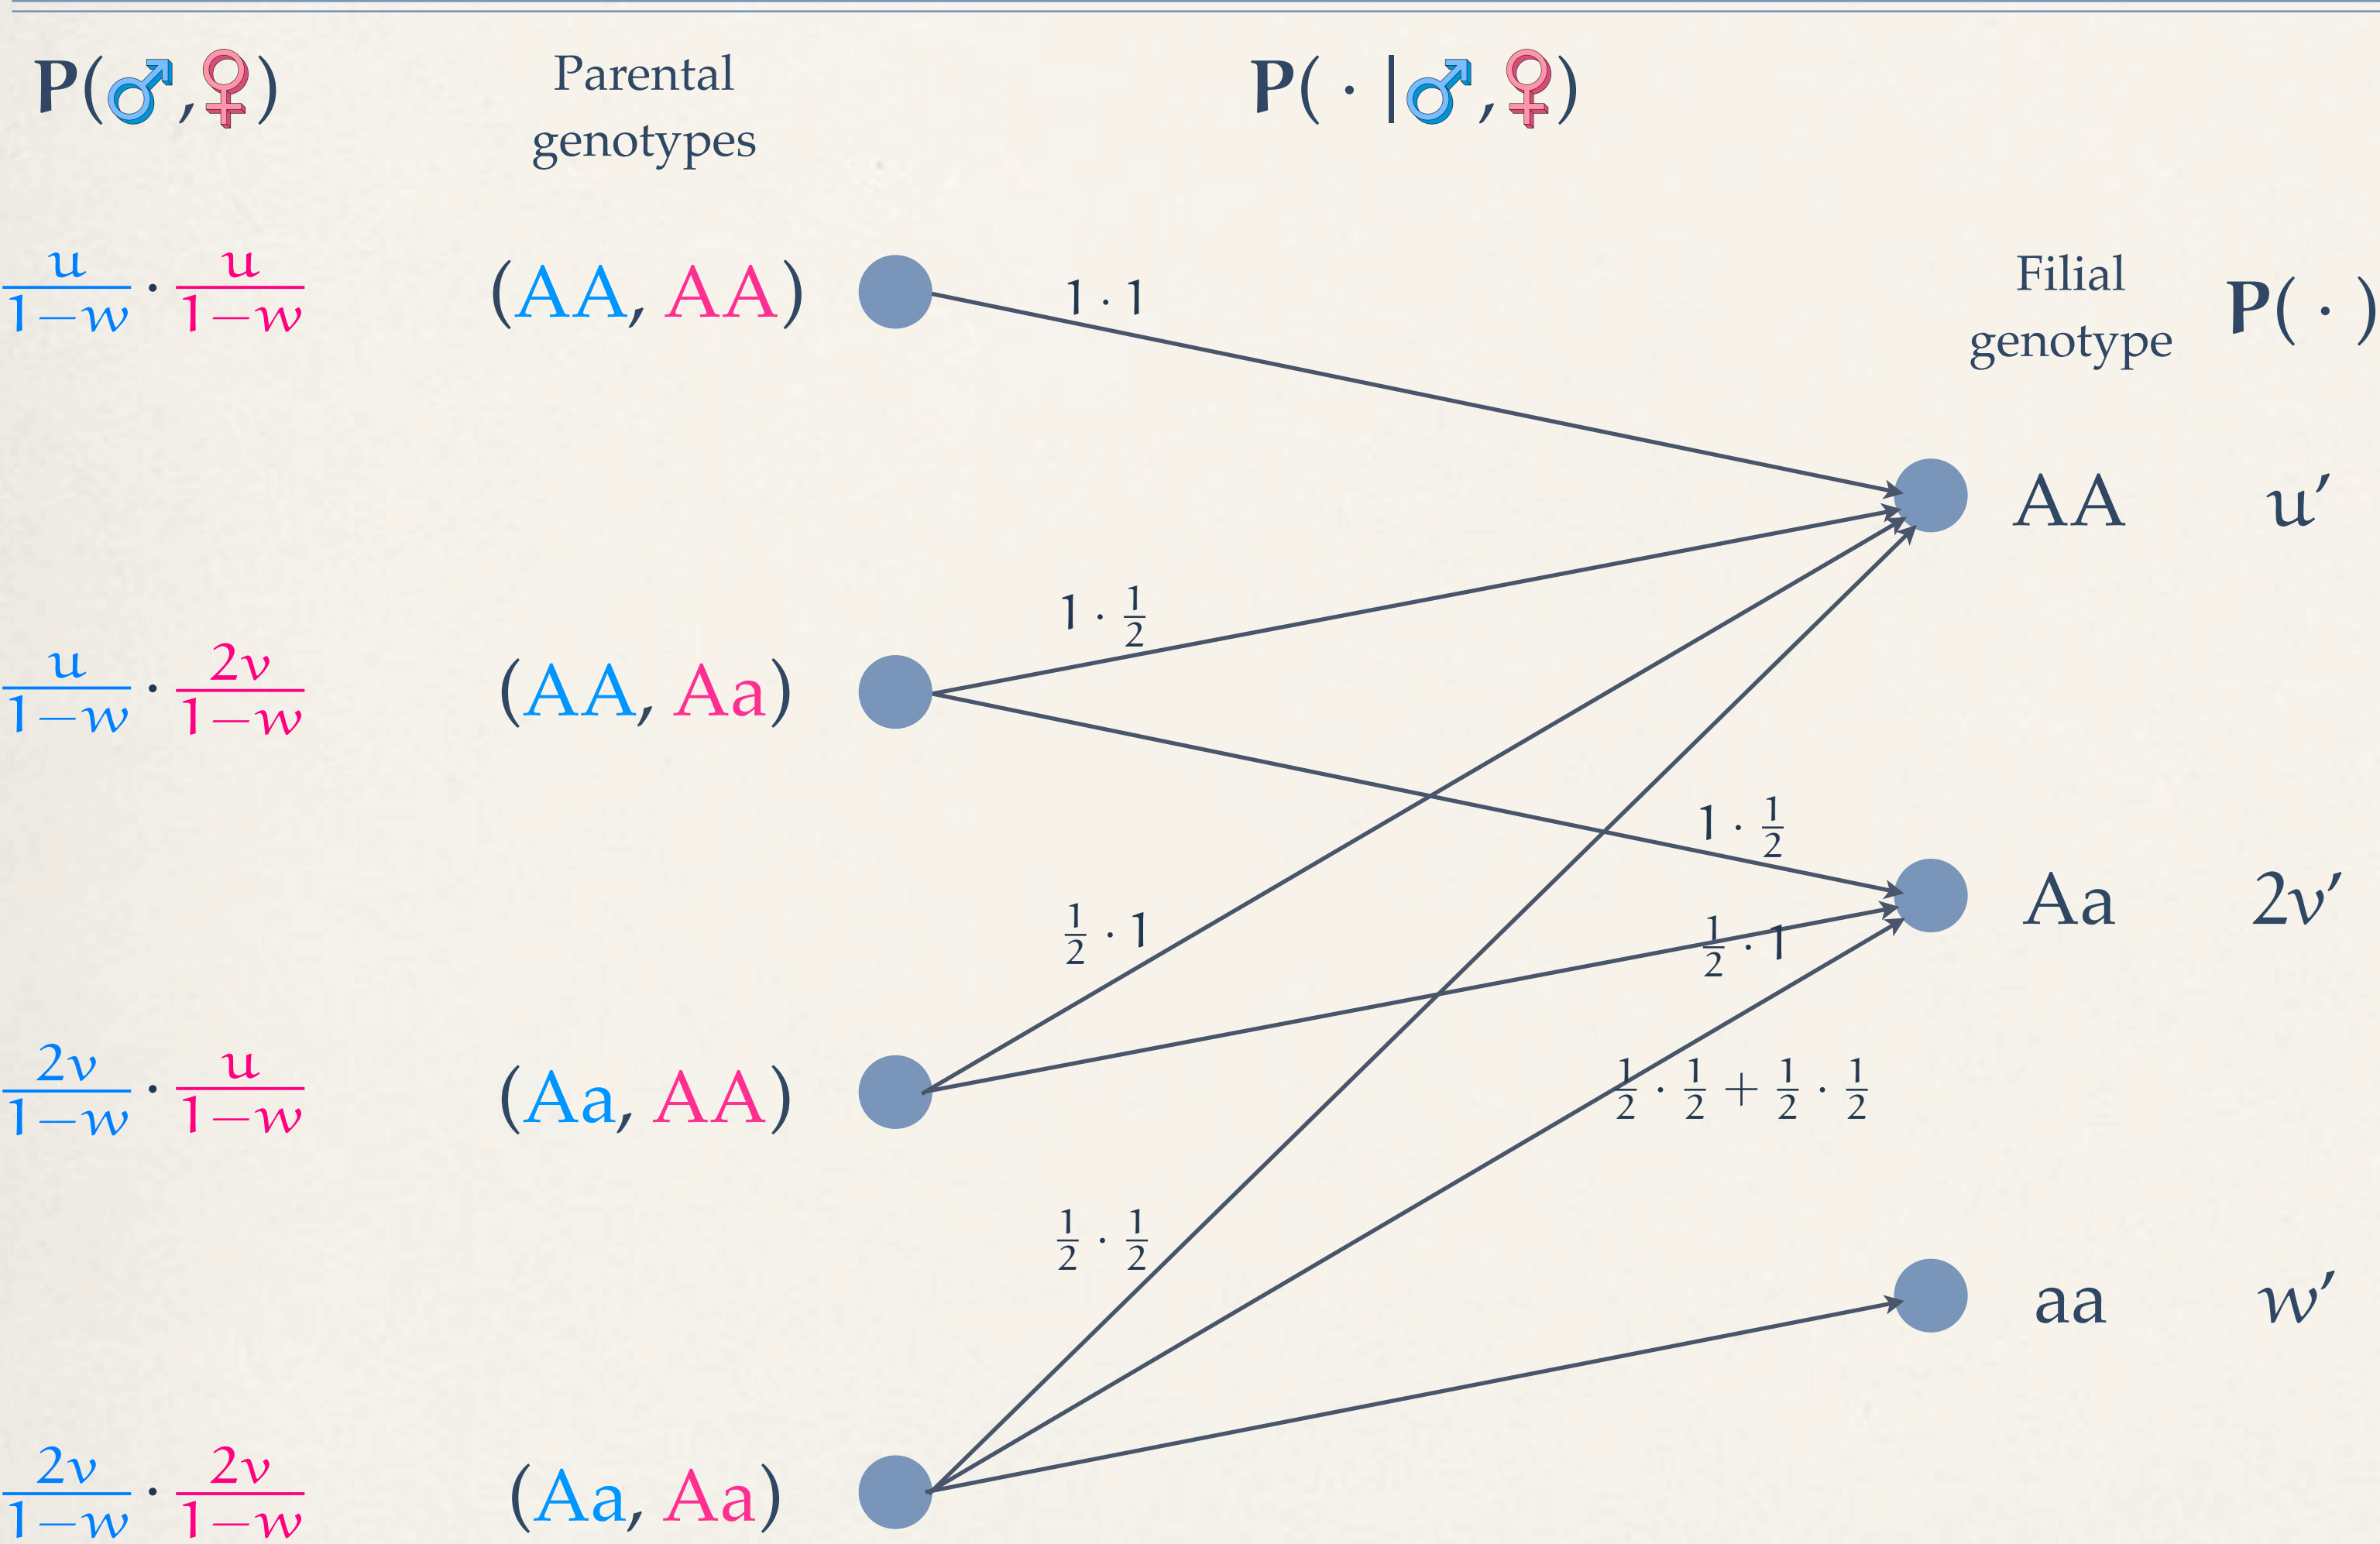 P(♂,♀)
Parental
genotypes
P( · |♂,♀)
u/(1−w) · u/(1−w)
(AA, AA)
1 · 1
Filial
genotype
P( · )
AA
u′
u/(1−w) · 2v/(1−w)
(AA, Aa)
1 · 1/2
1 · 1/2
Aa
2v′
1/2 · 1
1/2 · 1
2v/(1−w) · u/(1−w)
(Aa, AA)
1/2 · 1/2 + 1/2 · 1/2
1/2 · 1/2
aa
w′
2v/(1−w) · 2v/(1−w)
(Aa, Aa)